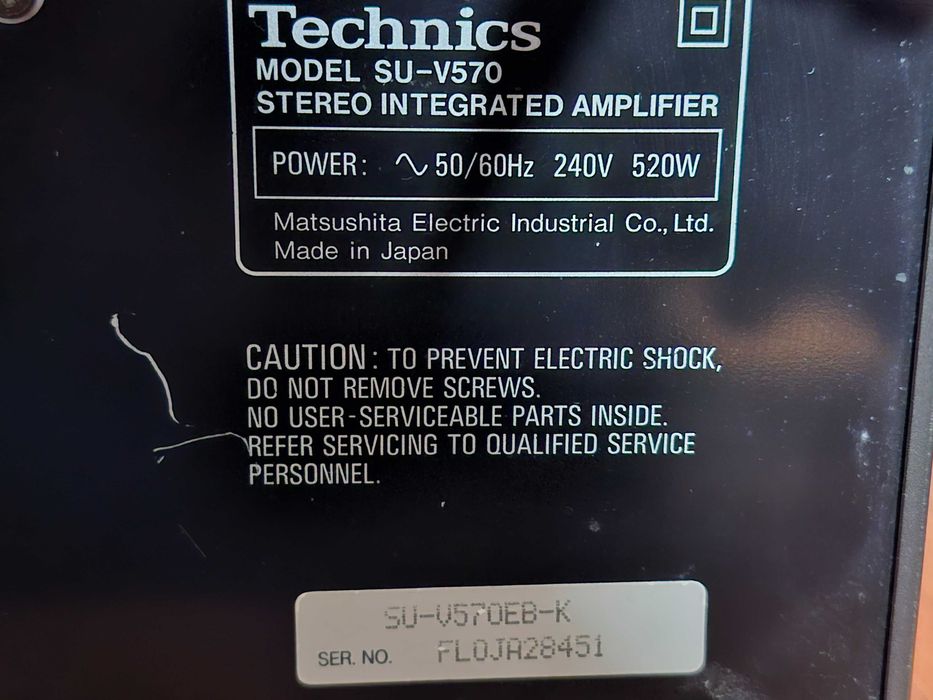 Technics
MODEL SU-V570
STEREO INTEGRATED AMPLIFIER
POWER: ∿ 50/60Hz 240V 520W
Matsushita Electric Industrial Co., Ltd.
Made in Japan
CAUTION: TO PREVENT ELECTRIC SHOCK,
DO NOT REMOVE SCREWS.
NO USER-SERVICEABLE PARTS INSIDE.
REFER SERVICING TO QUALIFIED SERVICE
PERSONNEL.
SU-V570EB-K
SER. NO. FL0JA28451